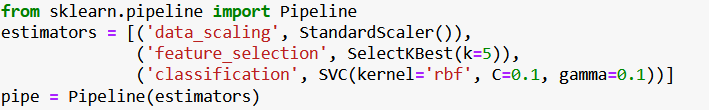 from sklearn.pipeline import Pipeline
estimators = [('data_scaling', StandardScaler()),
              ('feature_selection', SelectKBest(k=5)),
              ('classification', SVC(kernel='rbf', C=0.1, gamma=0.1))]
pipe = Pipeline(estimators)